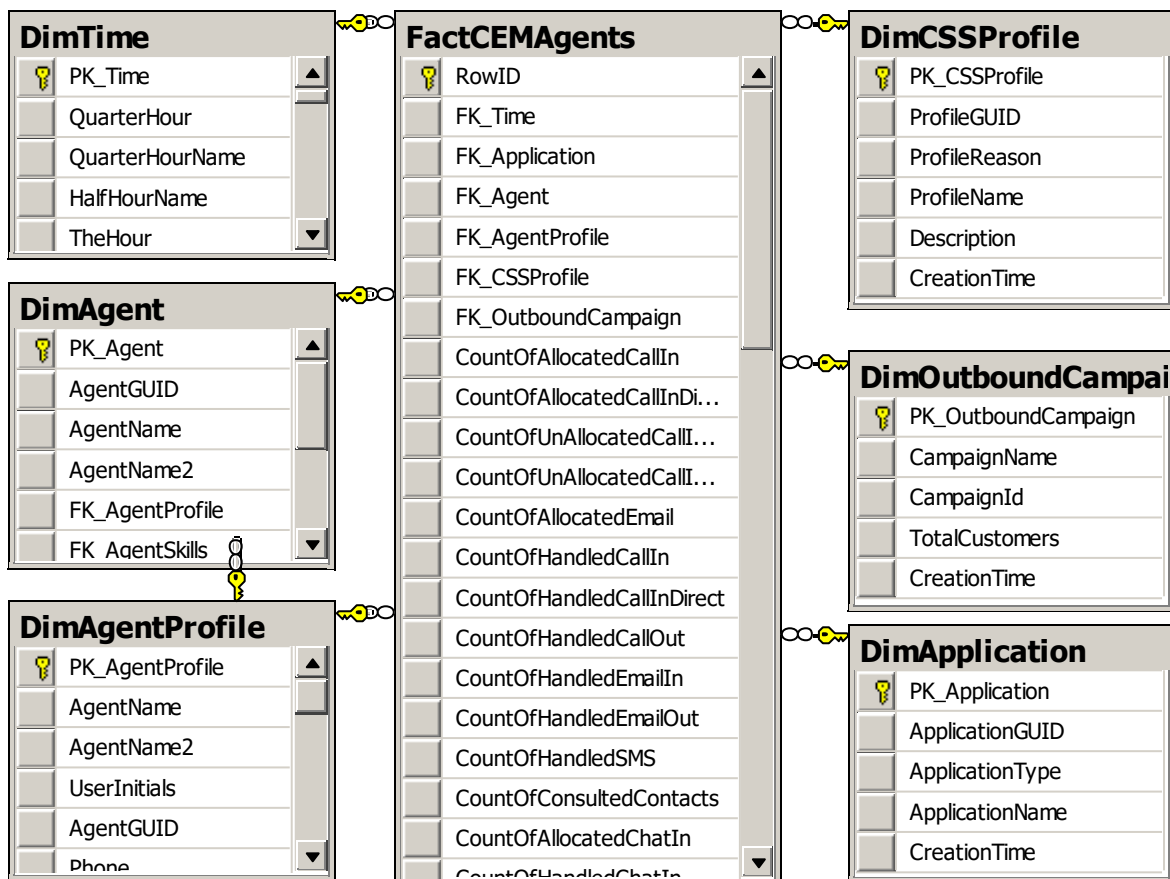 DimTime
PK_Time
QuarterHour
QuarterHourName
HalfHourName
TheHour
DimAgent
PK_Agent
AgentGUID
AgentName
AgentName2
FK_AgentProfile
FK_AgentSkills
DimAgentProfile
PK_AgentProfile
AgentName
AgentName2
UserInitials
AgentGUID
Phone
FactCEMAgents
RowID
FK_Time
FK_Application
FK_Agent
FK_AgentProfile
FK_CSSProfile
FK_OutboundCampaign
CountOfAllocatedCallIn
CountOfAllocatedCallInDi...
CountOfUnAllocatedCallI...
CountOfUnAllocatedCallI...
CountOfAllocatedEmail
CountOfHandledCallIn
CountOfHandledCallInDirect
CountOfHandledCallOut
CountOfHandledEmailIn
CountOfHandledEmailOut
CountOfHandledSMS
CountOfConsultedContacts
CountOfAllocatedChatIn
CountOfHandledChatIn
DimCSSProfile
PK_CSSProfile
ProfileGUID
ProfileReason
ProfileName
Description
CreationTime
DimOutboundCampai
PK_OutboundCampaign
CampaignName
CampaignId
TotalCustomers
CreationTime
DimApplication
PK_Application
ApplicationGUID
ApplicationType
ApplicationName
CreationTime